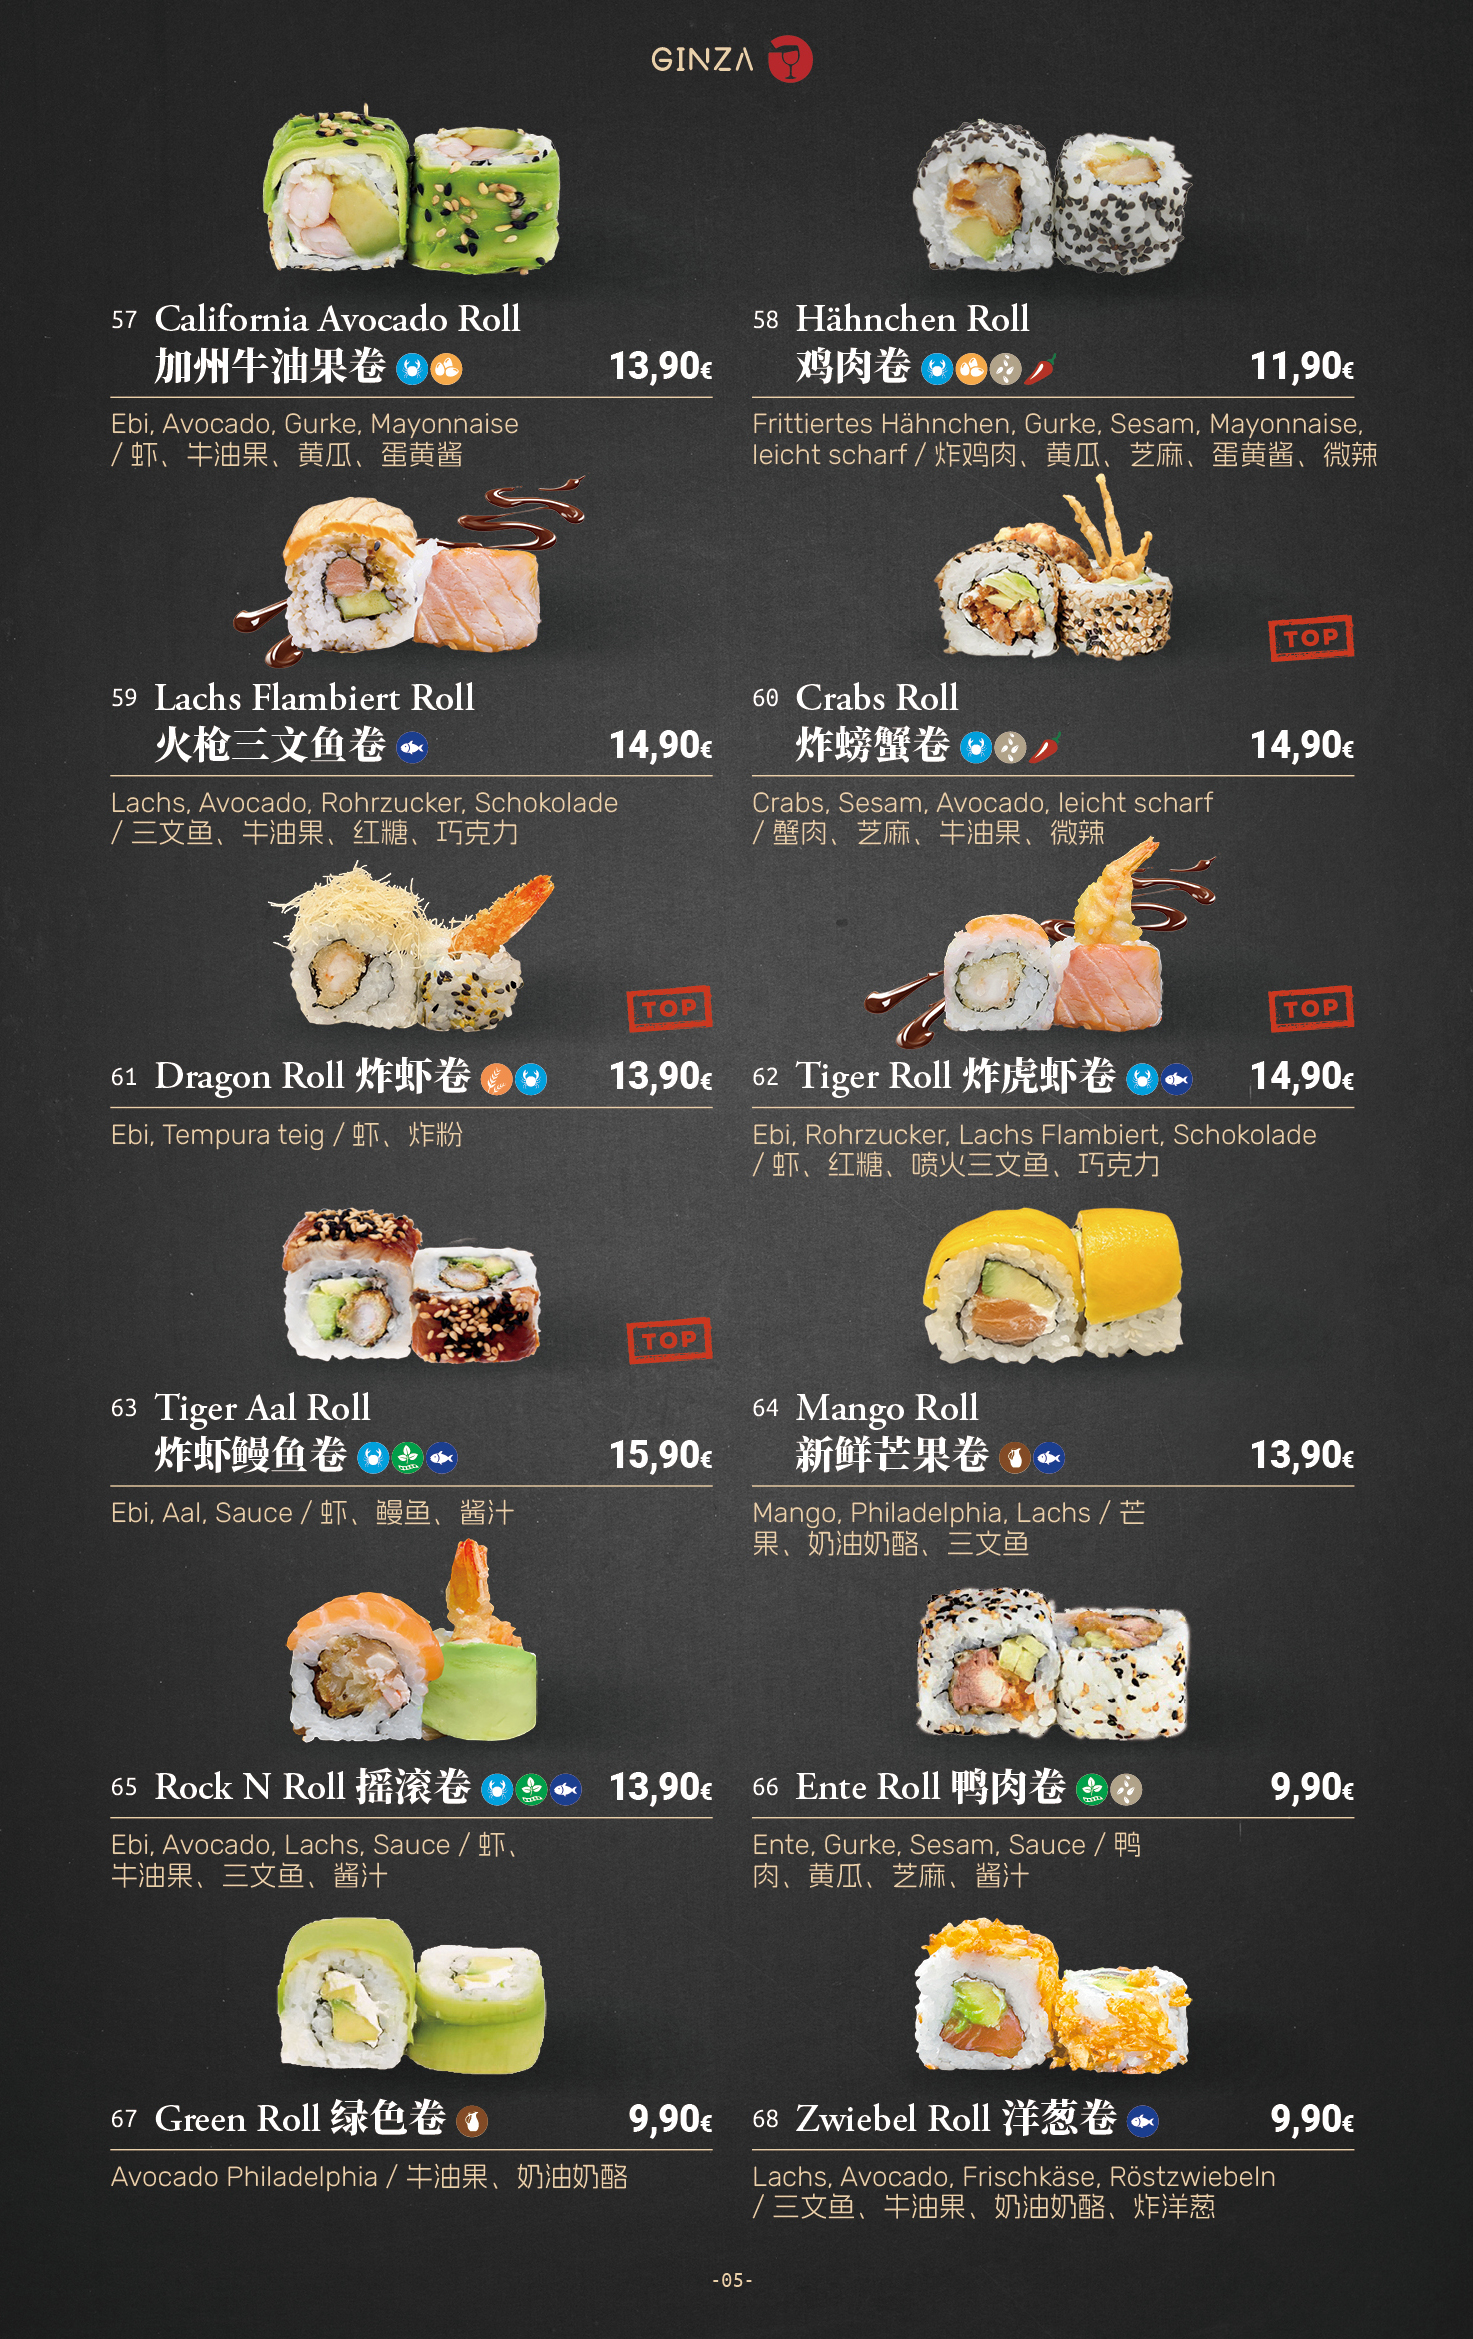 GINZA
57 California Avocado Roll
加州牛油果卷 13,90€
Ebi, Avocado, Gurke, Mayonnaise
/ 虾、牛油果、黄瓜、蛋黄酱
58 Hähnchen Roll
鸡肉卷 11,90€
Frittiertes Hähnchen, Gurke, Sesam, Mayonnaise,
leicht scharf / 炸鸡肉、黄瓜、芝麻、蛋黄酱、微辣
59 Lachs Flambiert Roll
火枪三文鱼卷 14,90€
Lachs, Avocado, Rohrzucker, Schokolade
/ 三文鱼、牛油果、红糖、巧克力
TOP
60 Crabs Roll
炸螃蟹卷 14,90€
Crabs, Sesam, Avocado, leicht scharf
/ 蟹肉、芝麻、牛油果、微辣
TOP
61 Dragon Roll 炸虾卷 13,90€
Ebi, Tempura teig / 虾、炸粉
TOP
62 Tiger Roll 炸虎虾卷 14,90€
Ebi, Rohrzucker, Lachs Flambiert, Schokolade
/ 虾、红糖、喷火三文鱼、巧克力
TOP
63 Tiger Aal Roll
炸虾鳗鱼卷 15,90€
Ebi, Aal, Sauce / 虾、鳗鱼、酱汁
64 Mango Roll
新鲜芒果卷 13,90€
Mango, Philadelphia, Lachs / 芒
果、奶油奶酪、三文鱼
65 Rock N Roll 摇滚卷 13,90€
Ebi, Avocado, Lachs, Sauce / 虾、
牛油果、三文鱼、酱汁
66 Ente Roll 鸭肉卷 9,90€
Ente, Gurke, Sesam, Sauce / 鸭
肉、黄瓜、芝麻、酱汁
67 Green Roll 绿色卷 9,90€
Avocado Philadelphia / 牛油果、奶油奶酪
68 Zwiebel Roll 洋葱卷 9,90€
Lachs, Avocado, Frischkäse, Röstzwiebeln
/ 三文鱼、牛油果、奶油奶酪、炸洋葱
-05-